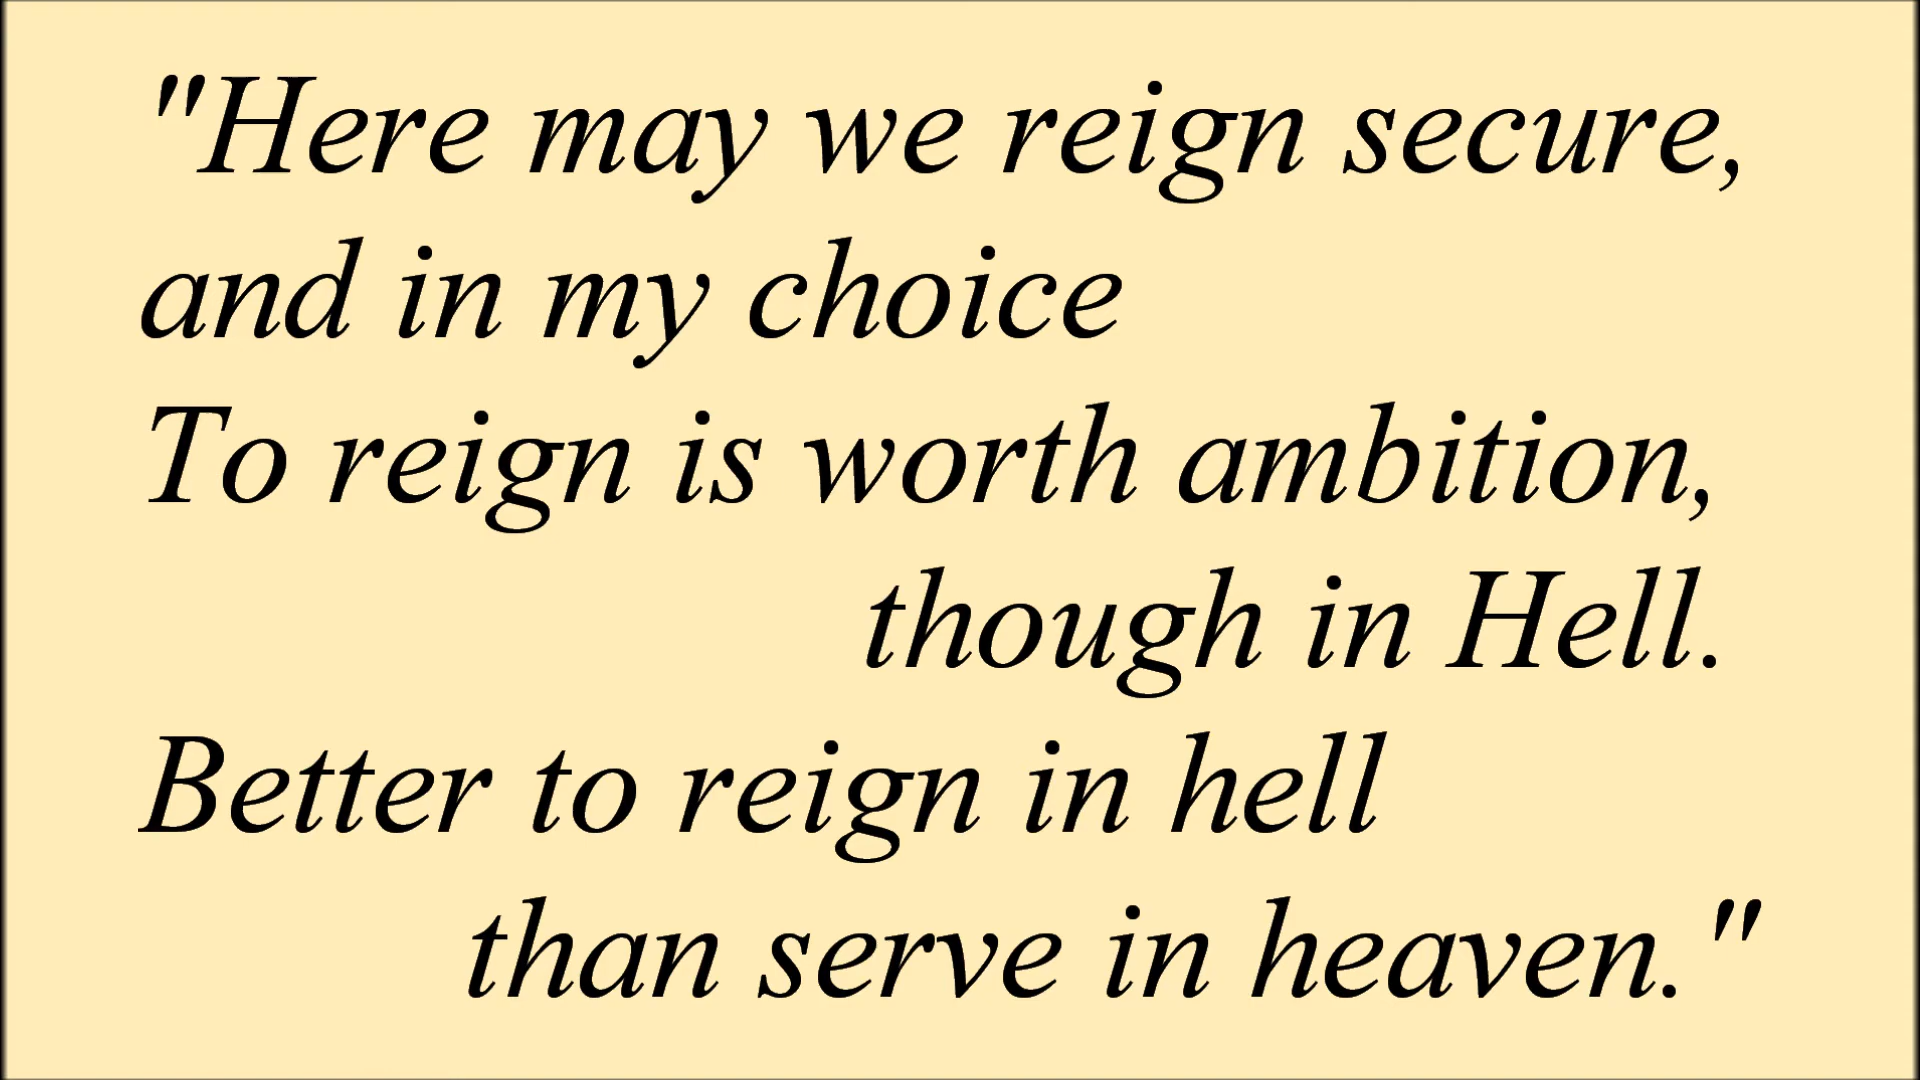 "Here may we reign secure,
and in my choice
To reign is worth ambition,
though in Hell.
Better to reign in hell
than serve in heaven."